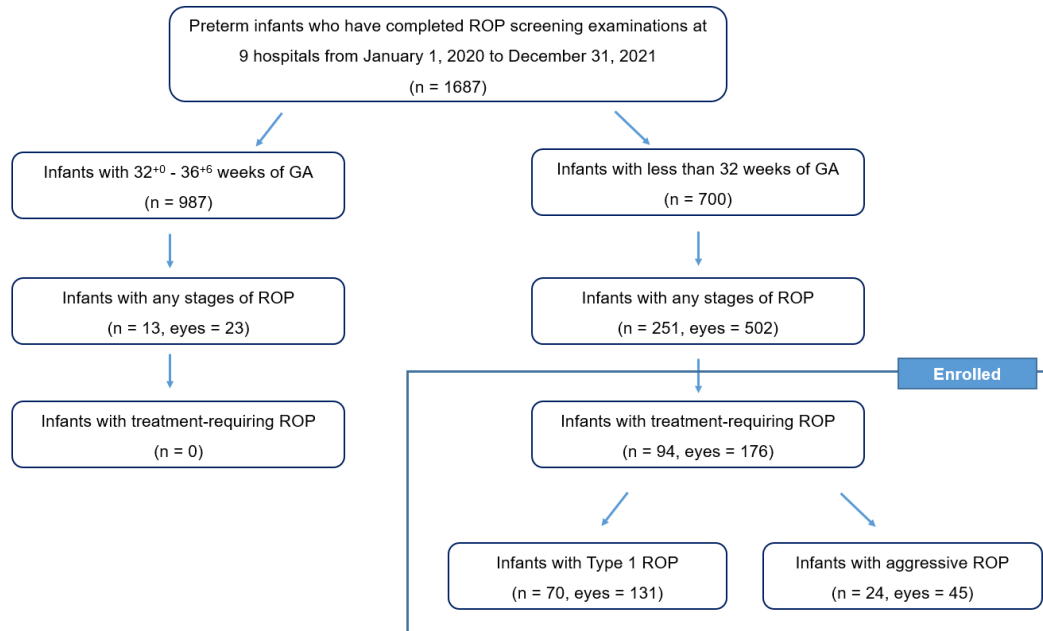 Preterm infants who have completed ROP screening examinations at
9 hospitals from January 1, 2020 to December 31, 2021
(n = 1687)
Infants with 32⁺⁰ - 36⁺⁶ weeks of GA
(n = 987)
Infants with less than 32 weeks of GA
(n = 700)
Infants with any stages of ROP
(n = 13, eyes = 23)
Infants with any stages of ROP
(n = 251, eyes = 502)
Enrolled
Infants with treatment-requiring ROP
(n = 0)
Infants with treatment-requiring ROP
(n = 94, eyes = 176)
Infants with Type 1 ROP
(n = 70, eyes = 131)
Infants with aggressive ROP
(n = 24, eyes = 45)